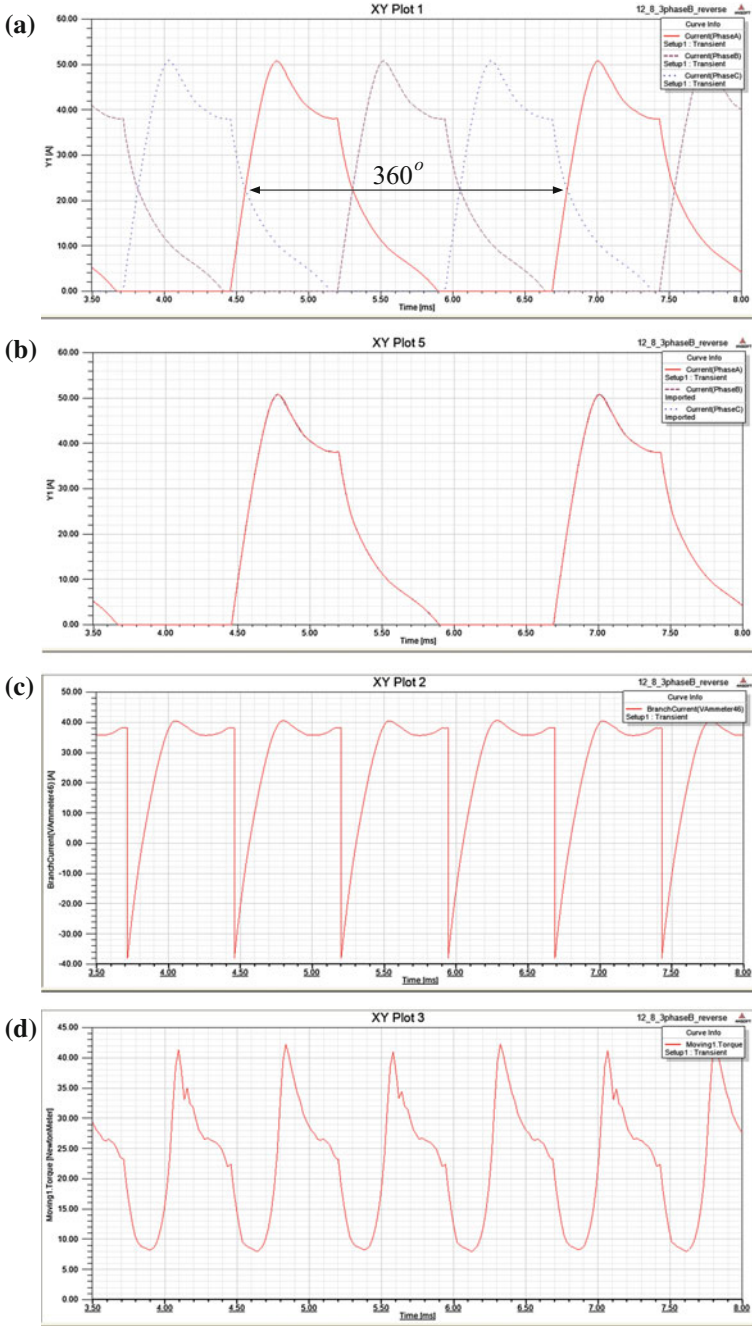 (a)
XY Plot 1
12_8_3phaseB_reverse
ANSOFT
Curve Info
Current(PhaseA)
Setup1 : Transient
Current(PhaseB)
Setup1 : Transient
Current(PhaseC)
Setup1 : Transient
Y1 [A]
60.00
50.00
40.00
30.00
20.00
10.00
0.00
360°
3.50 4.00 4.50 5.00 5.50 6.00 6.50 7.00 7.50 8.00
Time [ms]
(b)
XY Plot 5
12_8_3phaseB_reverse
ANSOFT
Curve Info
Current(PhaseA)
Setup1 : Transient
Current(PhaseB)
Imported
Current(PhaseC)
Imported
Y1 [A]
60.00
50.00
40.00
30.00
20.00
10.00
0.00
3.50 4.00 4.50 5.00 5.50 6.00 6.50 7.00 7.50 8.00
Time [ms]
(c)
XY Plot 2
12_8_3phaseB_reverse
ANSOFT
Curve Info
BranchCurrent(VAmmeter46)
Setup1 : Transient
BranchCurrent(VAmmeter46) [A]
50.00
40.00
30.00
20.00
10.00
0.00
-10.00
-20.00
-30.00
-40.00
3.50 4.00 4.50 5.00 5.50 6.00 6.50 7.00 7.50 8.00
Time [ms]
(d)
XY Plot 3
12_8_3phaseB_reverse
ANSOFT
Curve Info
Moving1.Torque
Setup1 : Transient
Moving1.Torque [NewtonMeter]
45.00
40.00
35.00
30.00
25.00
20.00
15.00
10.00
5.00
0.00
3.50 4.00 4.50 5.00 5.50 6.00 6.50 7.00 7.50 8.00
Time [ms]